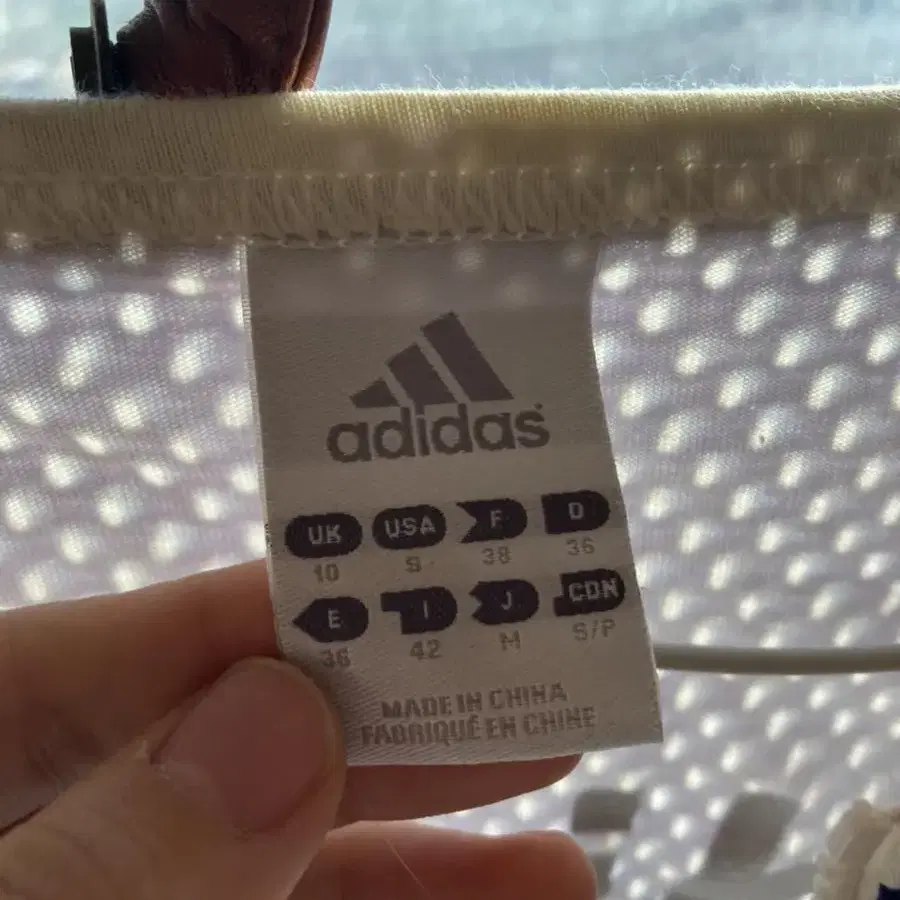 adidas
UK USA F D
10 S 38 36
E I J CDN
36 42 M S/P
MADE IN CHINA
FABRIQUÉ EN CHINE